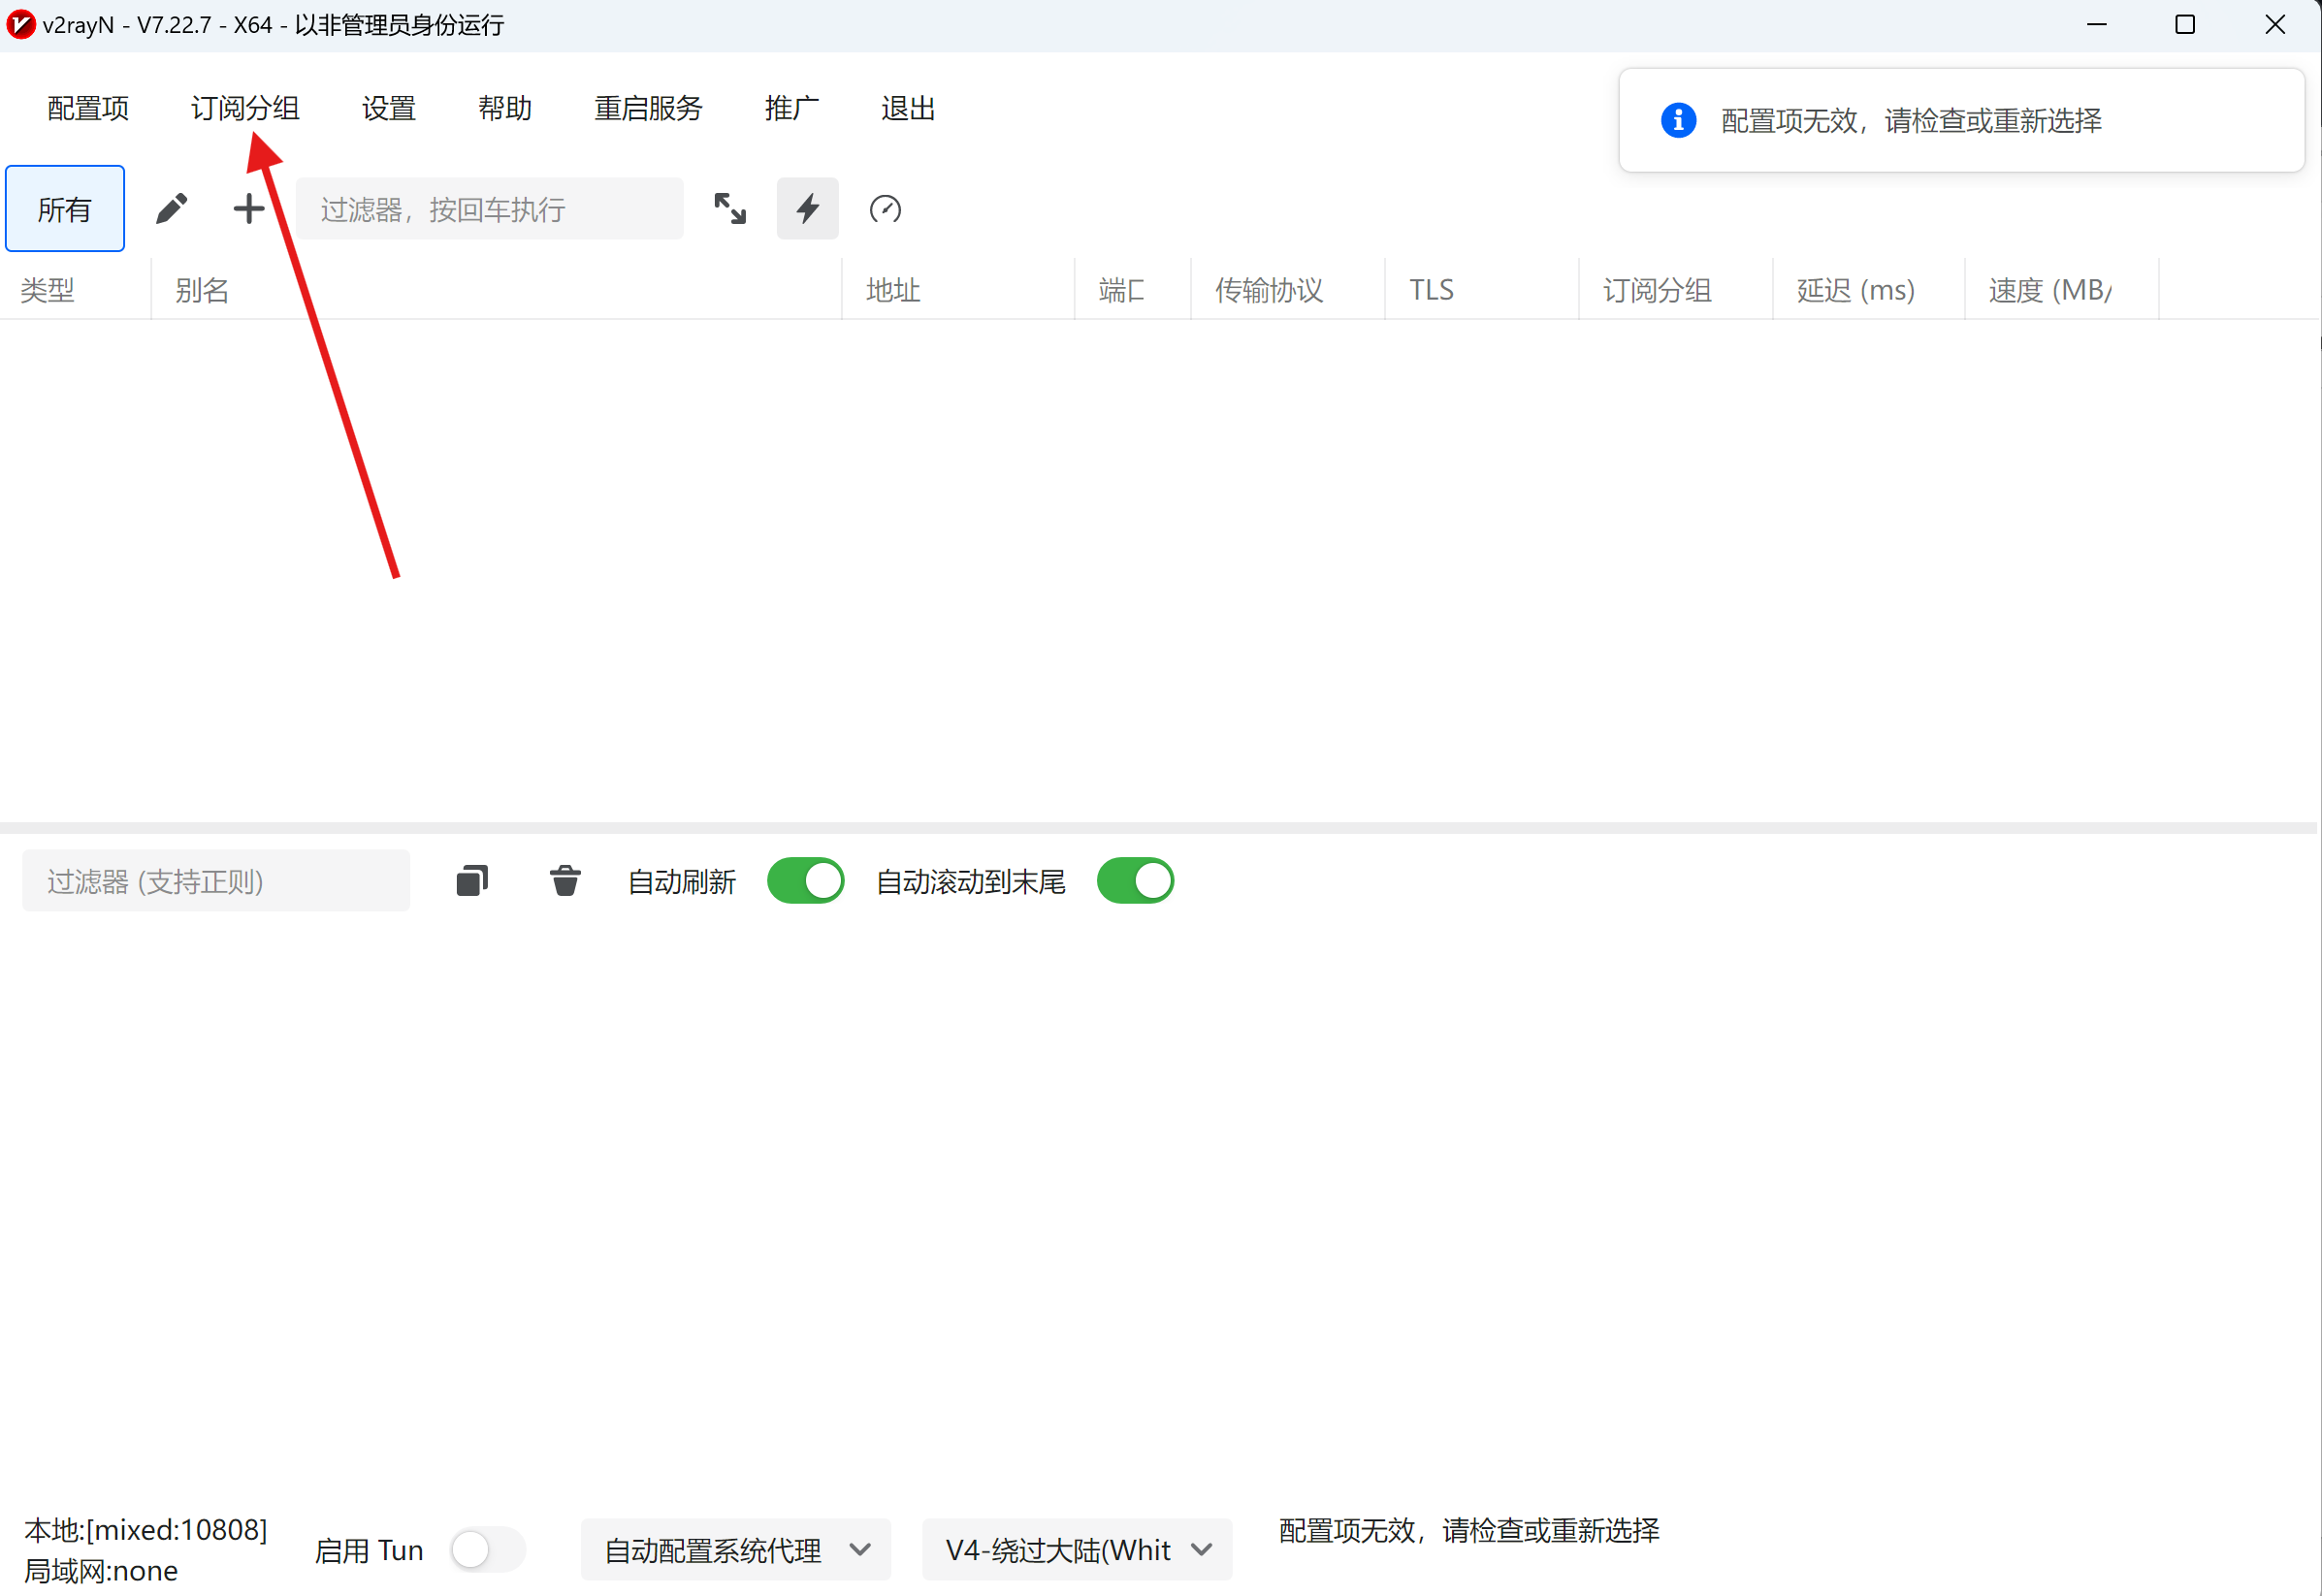 v2rayN - V7.22.7 - X64 - 以非管理员身份运行
配置项 订阅分组 设置 帮助 重启服务 推广 退出
配置项无效，请检查或重新选择
所有 过滤器，按回车执行
类型 别名 地址 端 传输协议 TLS 订阅分组 延迟 (ms) 速度 (MB/
过滤器 (支持正则) 自动刷新 自动滚动到末尾
本地:[mixed:10808]
局域网:none
启用 Tun 自动配置系统代理 V4-绕过大陆(Whit 配置项无效，请检查或重新选择